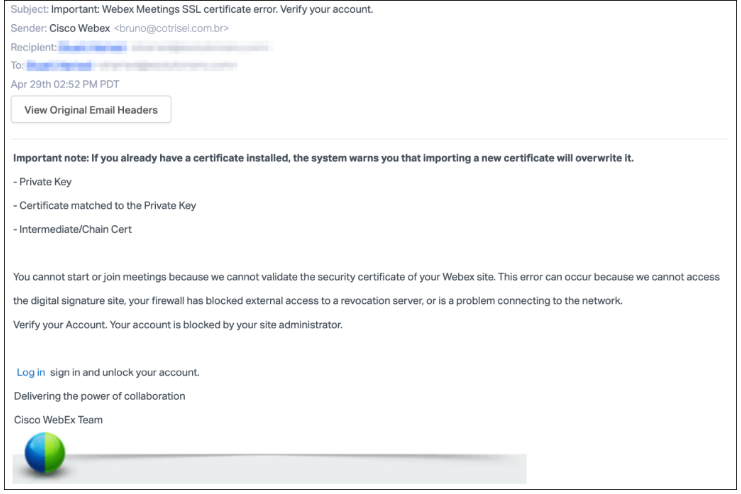 Subject: Important: Webex Meetings SSL certificate error. Verify your account.
Sender: Cisco Webex <bruno@cotrisel.com.br>
Recipient:
To:
Apr 29th 02:52 PM PDT
View Original Email Headers
Important note: If you already have a certificate installed, the system warns you that importing a new certificate will overwrite it.
- Private Key
- Certificate matched to the Private Key
- Intermediate/Chain Cert
You cannot start or join meetings because we cannot validate the security certificate of your Webex site. This error can occur because we cannot access
the digital signature site, your firewall has blocked external access to a revocation server, or is a problem connecting to the network.
Verify your Account. Your account is blocked by your site administrator.
Log in sign in and unlock your account.
Delivering the power of collaboration
Cisco WebEx Team